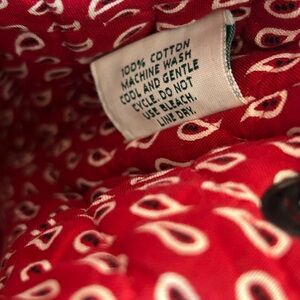 100% COTTON
MACHINE WASH
COOL AND GENTLE
CYCLE. DO NOT
USE BLEACH.
LINE DRY.